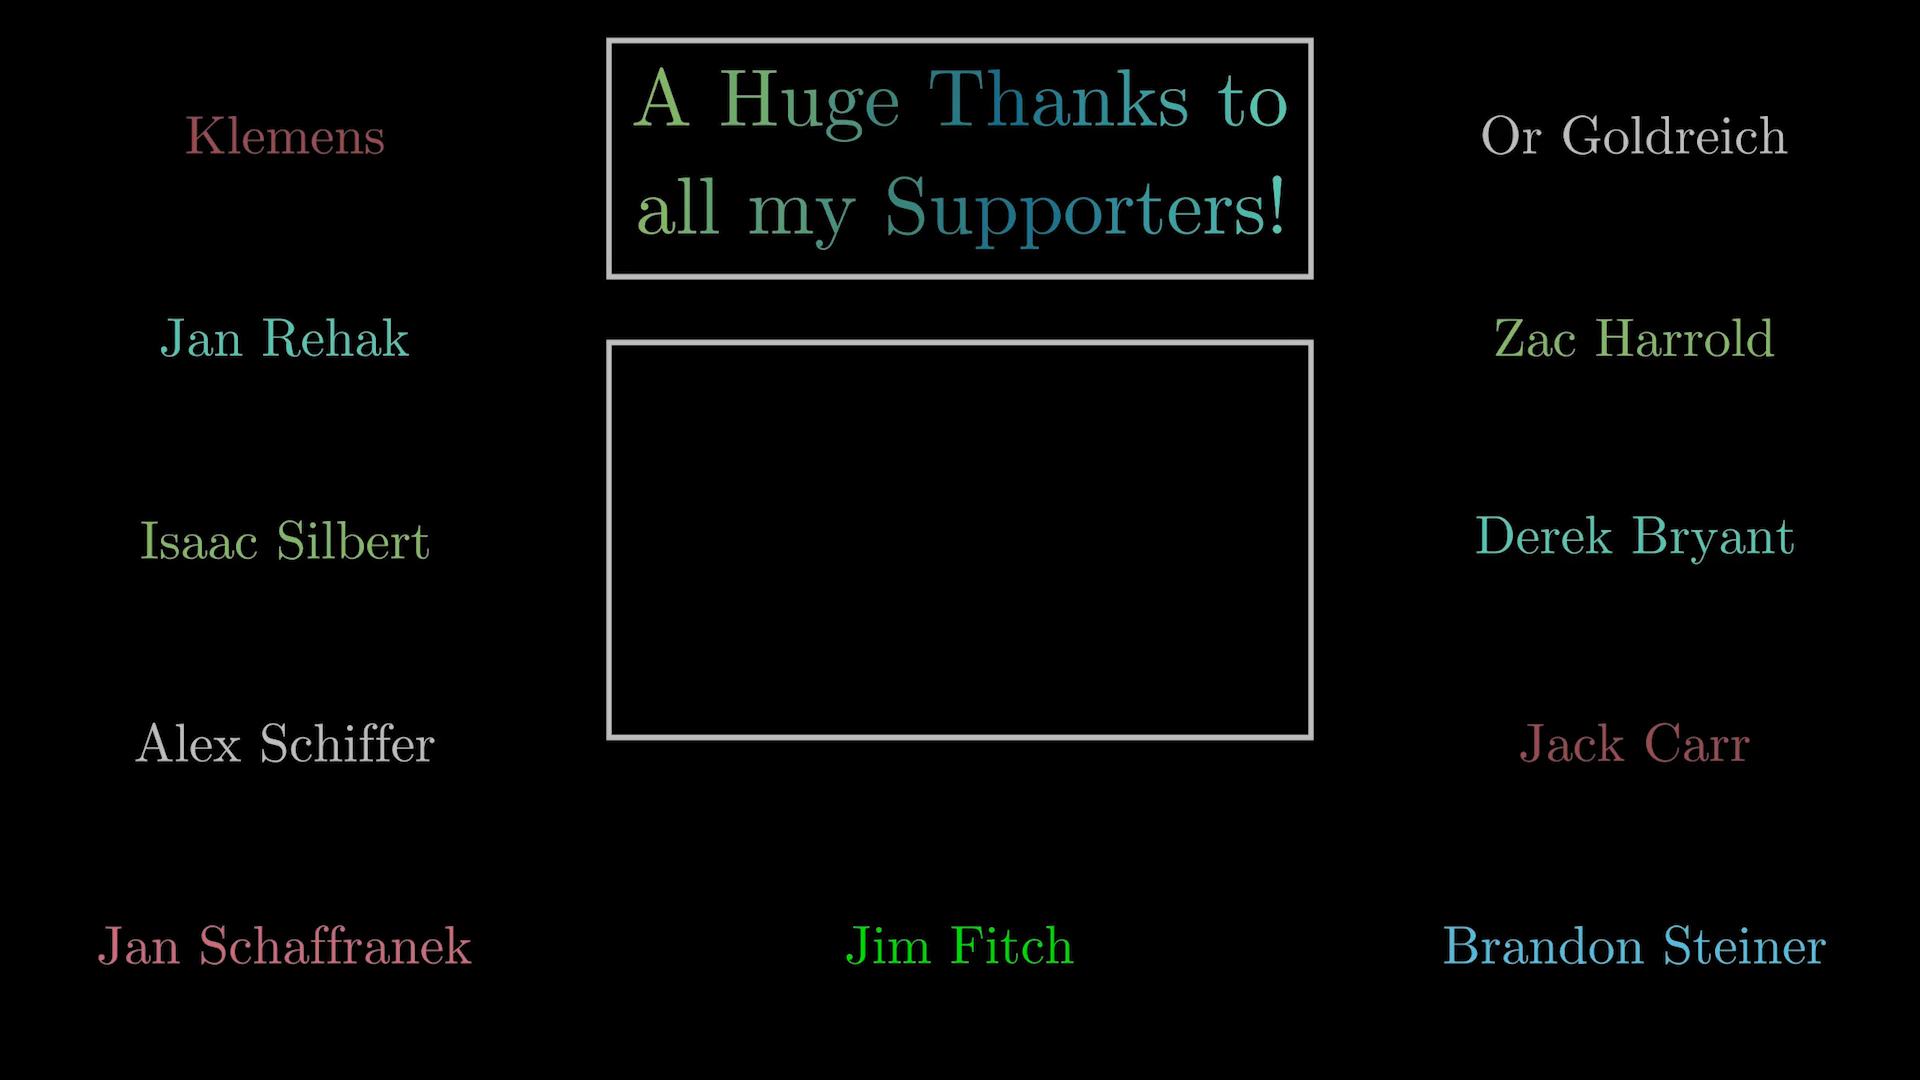 A Huge Thanks to
all my Supporters!
Klemens
Or Goldreich
Jan Rehak
Zac Harrold
Isaac Silbert
Derek Bryant
Alex Schiffer
Jack Carr
Jan Schaffranek
Jim Fitch
Brandon Steiner